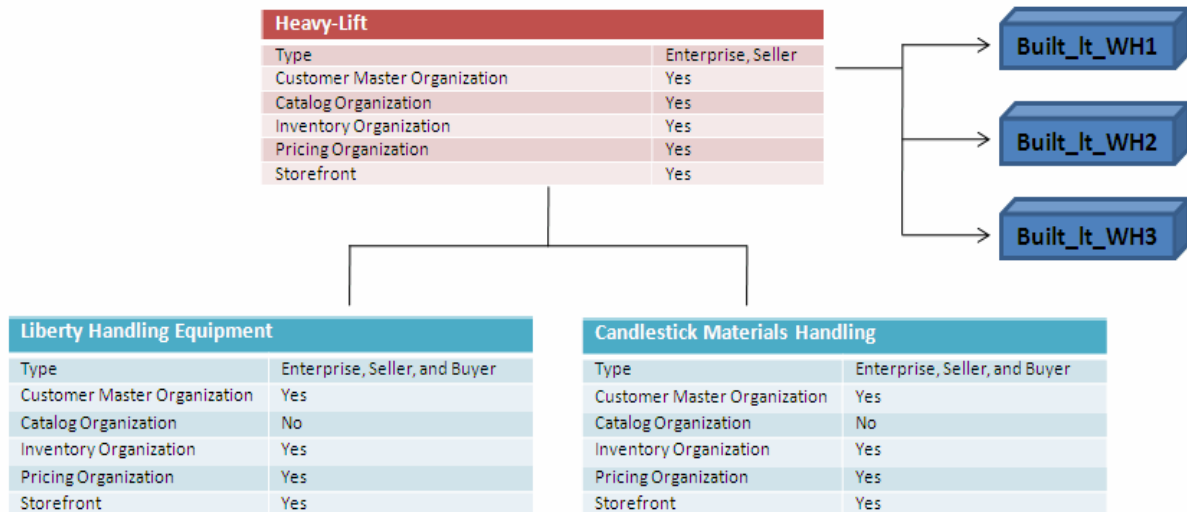 Heavy-Lift
Type Enterprise, Seller
Customer Master Organization Yes
Catalog Organization Yes
Inventory Organization Yes
Pricing Organization Yes
Storefront Yes
Built_It_WH1
Built_It_WH2
Built_It_WH3
Liberty Handling Equipment
Type Enterprise, Seller, and Buyer
Customer Master Organization Yes
Catalog Organization No
Inventory Organization Yes
Pricing Organization Yes
Storefront Yes
Candlestick Materials Handling
Type Enterprise, Seller, and Buyer
Customer Master Organization Yes
Catalog Organization No
Inventory Organization Yes
Pricing Organization Yes
Storefront Yes